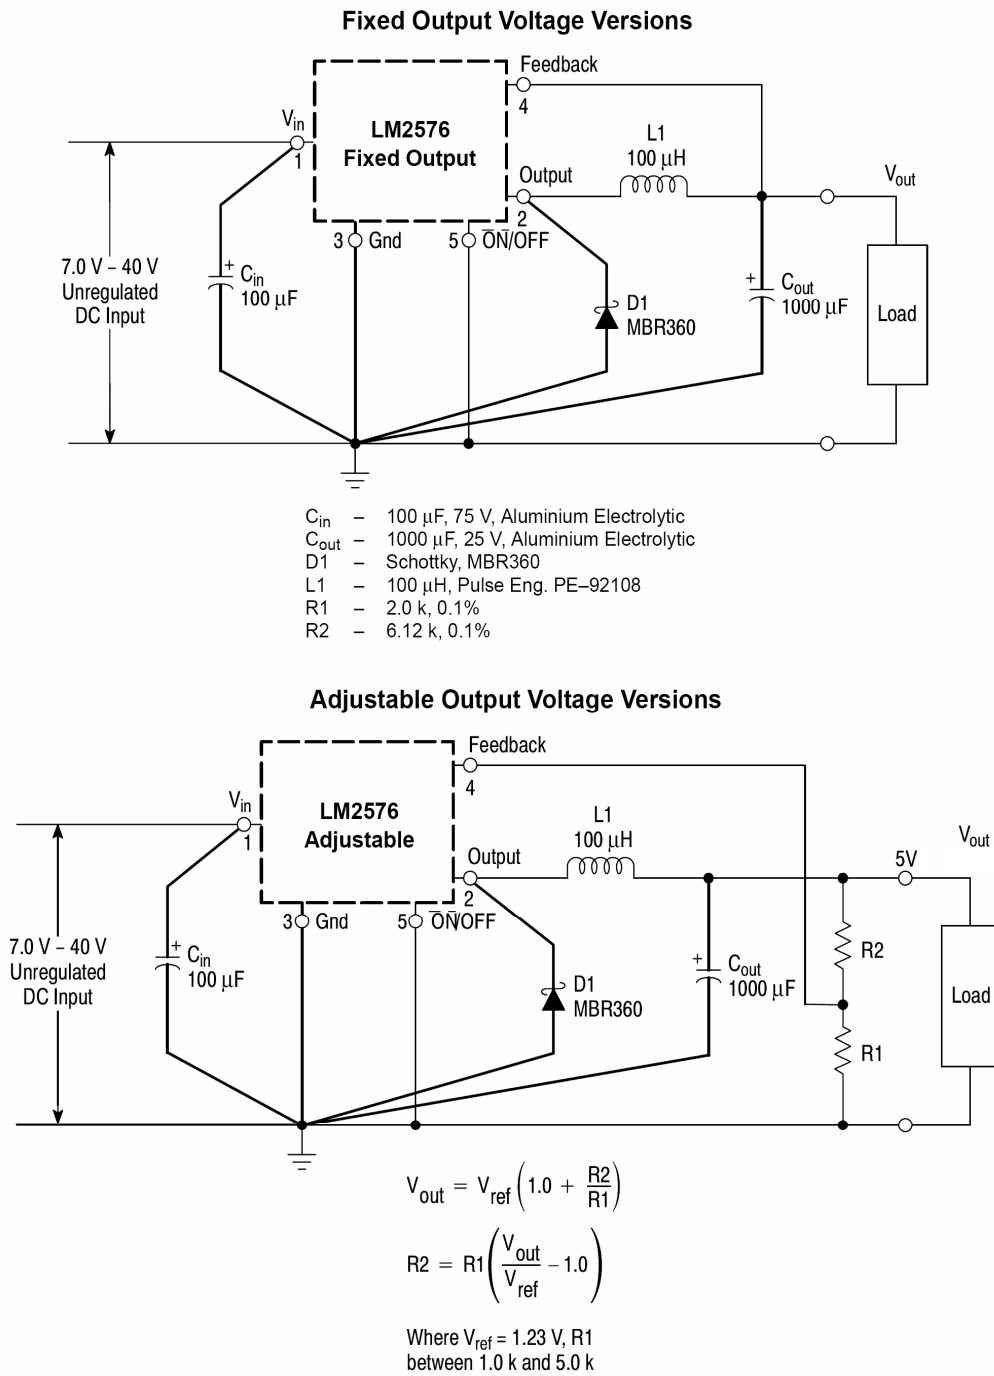 Fixed Output Voltage Versions
Feedback
4
Vin
1
LM2576
Fixed Output
L1
100 µH
Output
2
Vout
3 Gnd
5 O̅N̅/OFF
7.0 V – 40 V
Unregulated
DC Input
+ Cin
100 µF
D1
MBR360
+ Cout
1000 µF
Load
Cin – 100 µF, 75 V, Aluminium Electrolytic
Cout – 1000 µF, 25 V, Aluminium Electrolytic
D1 – Schottky, MBR360
L1 – 100 µH, Pulse Eng. PE–92108
R1 – 2.0 k, 0.1%
R2 – 6.12 k, 0.1%
Adjustable Output Voltage Versions
Feedback
4
Vin
1
LM2576
Adjustable
L1
100 µH
Output
2
5V
Vout
3 Gnd
5 O̅N̅/OFF
7.0 V – 40 V
Unregulated
DC Input
+ Cin
100 µF
D1
MBR360
+ Cout
1000 µF
R2
R1
Load
Vout = Vref (1.0 + R2/R1)
R2 = R1 (Vout/Vref – 1.0)
Where Vref = 1.23 V, R1
between 1.0 k and 5.0 k